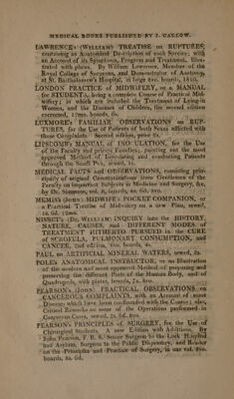 MEDICAL BOOKS PUBLISHED BY J. CALLOW.
LAWRENCE's (WILLIAM) TREATISE on RUPTURES,
containing an Anatomical Description of each Species; with
an Account of its Symptoms, Progress and Treatment. Illus-
trated with plates. By William Lawrence, Member of the
Royal College of Surgeons, and Demonstrator of Anatomy,
at St. Bartholomew's Hospital, in large 8vo. boards,
LONDON PRACTICE of MIDWIFERY, or a MANUAL
for STUDENTS, being a complete Course of Practical Mid-
wifery; in which are included the Treatment of Lying-in
Women, and the Diseases of Children, the second edition
corrected, 12mo. boards, 6s.
LUXMORE's FAMILIAR OBSERVATIONS on RUP-
TURES, for the Use of Patients of both Sexes afflicted with
those Complaints. Second edition, price
LIPSCOMB's MANUAL of INOCULATION, for the Use
of the Faculty and private Families, pointing out the most
approved Method of Inoculating and conducting Patients
through the Small Pox, sewed, 1s.
MEDICAL FACTS and OBSERVATIONS, consisting prin-
cipally of original Communications from Gentlemen of the
Faculty on important Subjects in Medicine and Surgery, &c.
by Dr. Simmons, vol. 8, boards,
MEMIS's (JOHN) MIDWIFE's POCKET COMPANION, or
a Practical Treatise of Midwifery on a new Plan, sewed,
12mo.
NISBET's (Dr. WILLIAM) INQUIRY into the HISTORY,
NATURE, CAUSES, and DIFFERENT MODES of
TREATMENT HITHERTO PURSUED in the CURE
of SCROFULA, PULMONARY CONSUMPTION, and
CANCER, 2nd edition, 8vo. boards,
PAUL on ARTIFICIAL MINERAL WATERS, sewed, 2s.
POLE's ANATOMICAL INSTRUCTOR, or an Illustration
of the modern and most approved Method of preparing and
preserving the different Parts of the Human Body, and of
Quadrupeds, with plates, boards,
PEARSON's (JOHN) PRACTICAL OBSERVATIONS on
CANCEROUS COMPLAINTS, with an Account of some
Diseases which have been confounded with the Cancer; also,
Critical Remarks on some of the Operations performed in
Cancerous Cases, sewed, 2s. 6d. 8vo.
PEARSON's PRINCIPLES of SURGERY, for the Use of
Chirurgical Students. A new Edition with Additions. By
John Pearson, F. R. S. Senior Surgeon to the Lock Hospital
and Asylum, Surgeon to the Public Dispensary, and Reader
on the Principles and Practice of Surgery, in one vol. 8vo.
boards, 8s. 6d.